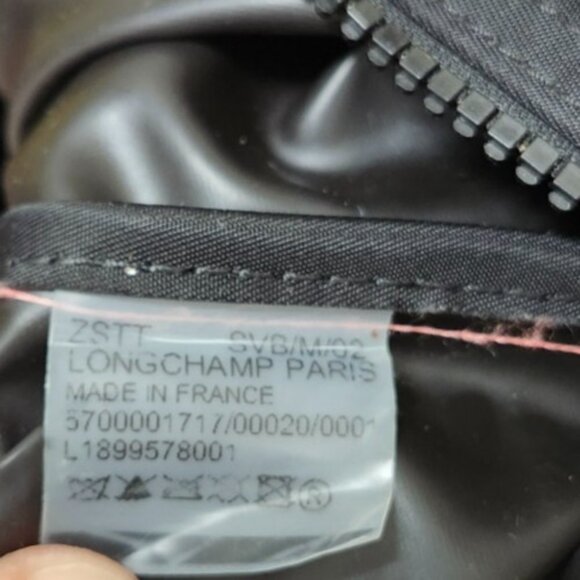 ZSTT SVB/M/02
LONGCHAMP PARIS
MADE IN FRANCE
5700001717/00020/0001
L1899578001